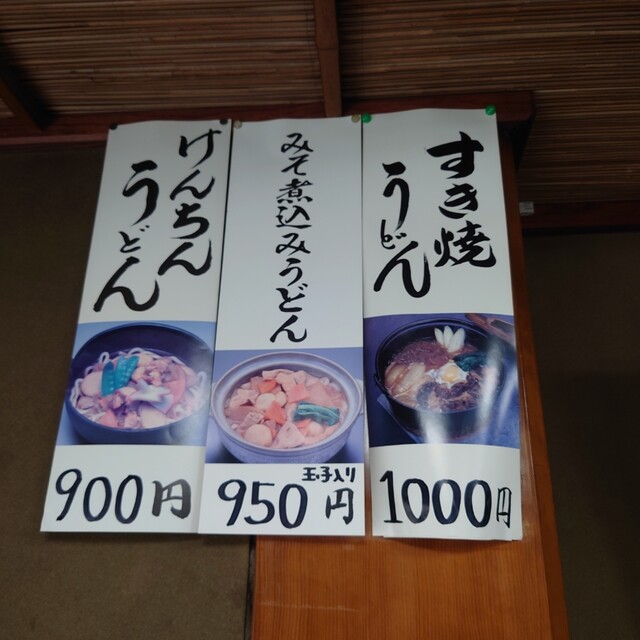 すき焼
うどん
1000円
みそ煮込みうどん
玉子入り
950円
けんちん
うどん
900円